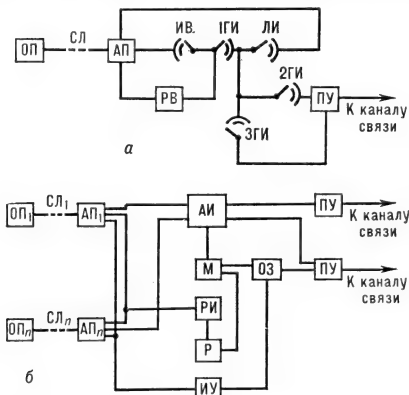 ОП СЛ АП ИВ. 1ГИ ЛИ
РВ
2ГИ ПУ
К каналу
связи
3ГИ
а
ОП₁ СЛ₁ АП₁ АИ ПУ
К каналу
связи
М ОЗ ПУ
К каналу
связи
РИ
ОПₙ СЛₙ АПₙ Р
б
ИУ